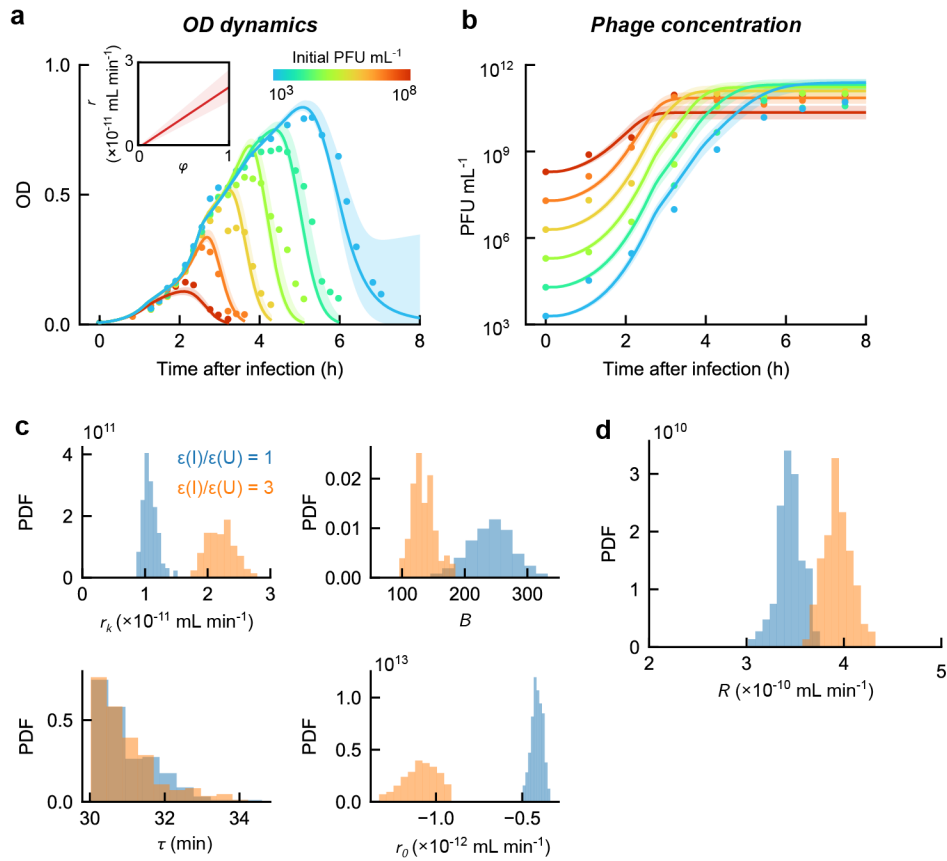 a
OD dynamics
b
Phage concentration
r
(×10⁻¹¹ mL min⁻¹)
3
0
0
1
φ
Initial PFU mL⁻¹
10³
10⁸
1.0
0.5
0.0
OD
0
2
4
6
8
Time after infection (h)
10¹²
10⁹
10⁶
10³
PFU mL⁻¹
0
2
4
6
8
Time after infection (h)
c
10¹¹
4
2
0
PDF
ε(I)/ε(U) = 1
ε(I)/ε(U) = 3
0
1
2
3
rₖ (×10⁻¹¹ mL min⁻¹)
0.02
0.01
0.00
PDF
100
200
300
B
d
10¹⁰
3
2
1
0
PDF
2
3
4
5
R (×10⁻¹⁰ mL min⁻¹)
0.5
0.0
PDF
30
32
34
τ (min)
10¹³
1.0
0.5
0.0
PDF
−1.0
−0.5
r₀ (×10⁻¹² mL min⁻¹)